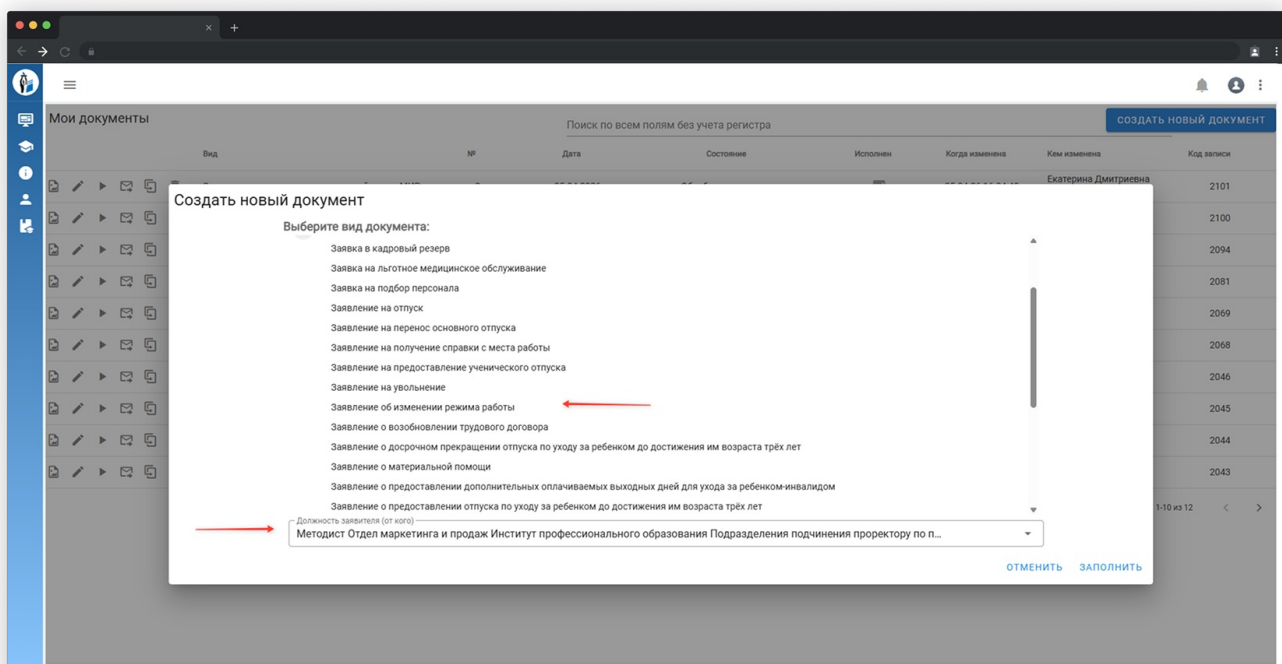 Мои документы
Поиск по всем полям без учета регистра
СОЗДАТЬ НОВЫЙ ДОКУМЕНТ
Вид № Дата Состояние Исполнен Когда изменена Кем изменена Код записи
Екатерина Дмитриевна
2101
2100
2094
2081
2069
2068
2046
2045
2044
2043
1-10 из 12
Создать новый документ
Выберите вид документа:
Заявка в кадровый резерв
Заявка на льготное медицинское обслуживание
Заявка на подбор персонала
Заявление на отпуск
Заявление на перенос основного отпуска
Заявление на получение справки с места работы
Заявление на предоставление ученического отпуска
Заявление на увольнение
Заявление об изменении режима работы
Заявление о возобновлении трудового договора
Заявление о досрочном прекращении отпуска по уходу за ребенком до достижения им возраста трёх лет
Заявление о материальной помощи
Заявление о предоставлении дополнительных оплачиваемых выходных дней для ухода за ребенком-инвалидом
Заявление о предоставлении отпуска по уходу за ребенком до достижения им возраста трёх лет
Должность заявителя (от кого)
Методист Отдел маркетинга и продаж Институт профессионального образования Подразделения подчинения проректору по п...
ОТМЕНИТЬ ЗАПОЛНИТЬ